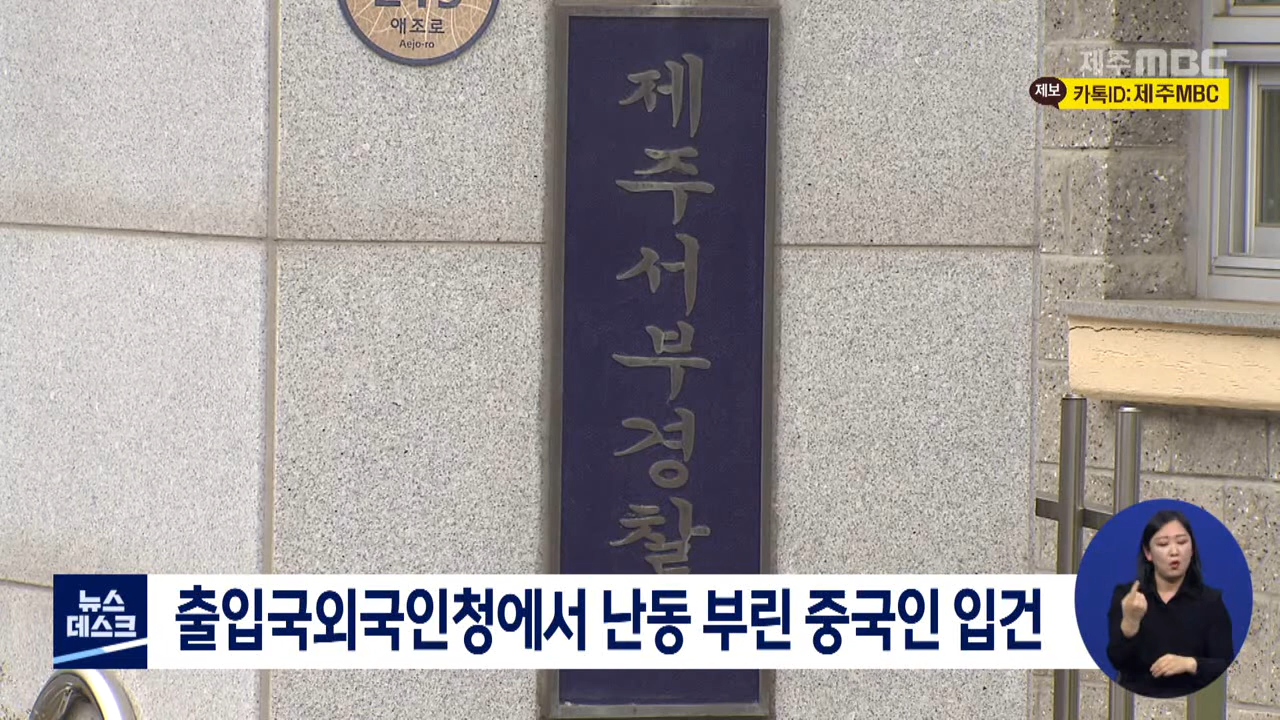 애조로
Aejo-ro
제주MBC
제보
카톡ID:제주MBC
제주서부경찰
뉴스
데스크
출입국외국인청에서 난동 부린 중국인 입건